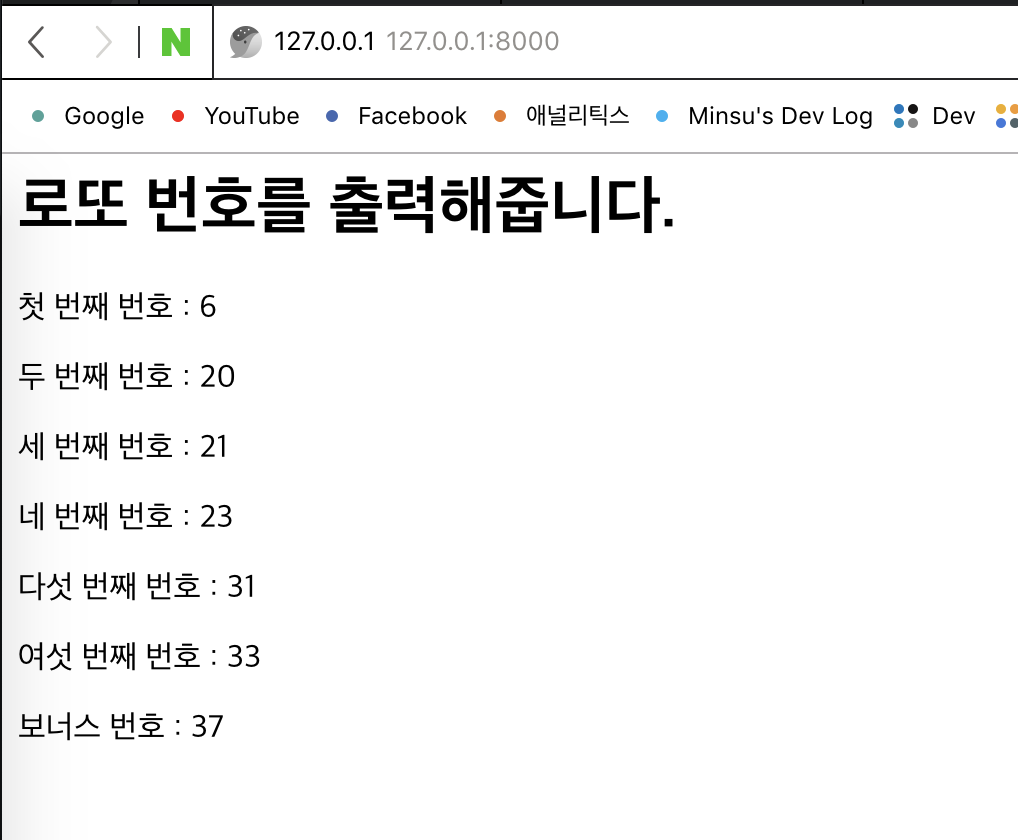 N 127.0.0.1 127.0.0.1:8000
Google YouTube Facebook 애널리틱스 Minsu's Dev Log Dev
로또 번호를 출력해줍니다.
첫 번째 번호 : 6
두 번째 번호 : 20
세 번째 번호 : 21
네 번째 번호 : 23
다섯 번째 번호 : 31
여섯 번째 번호 : 33
보너스 번호 : 37